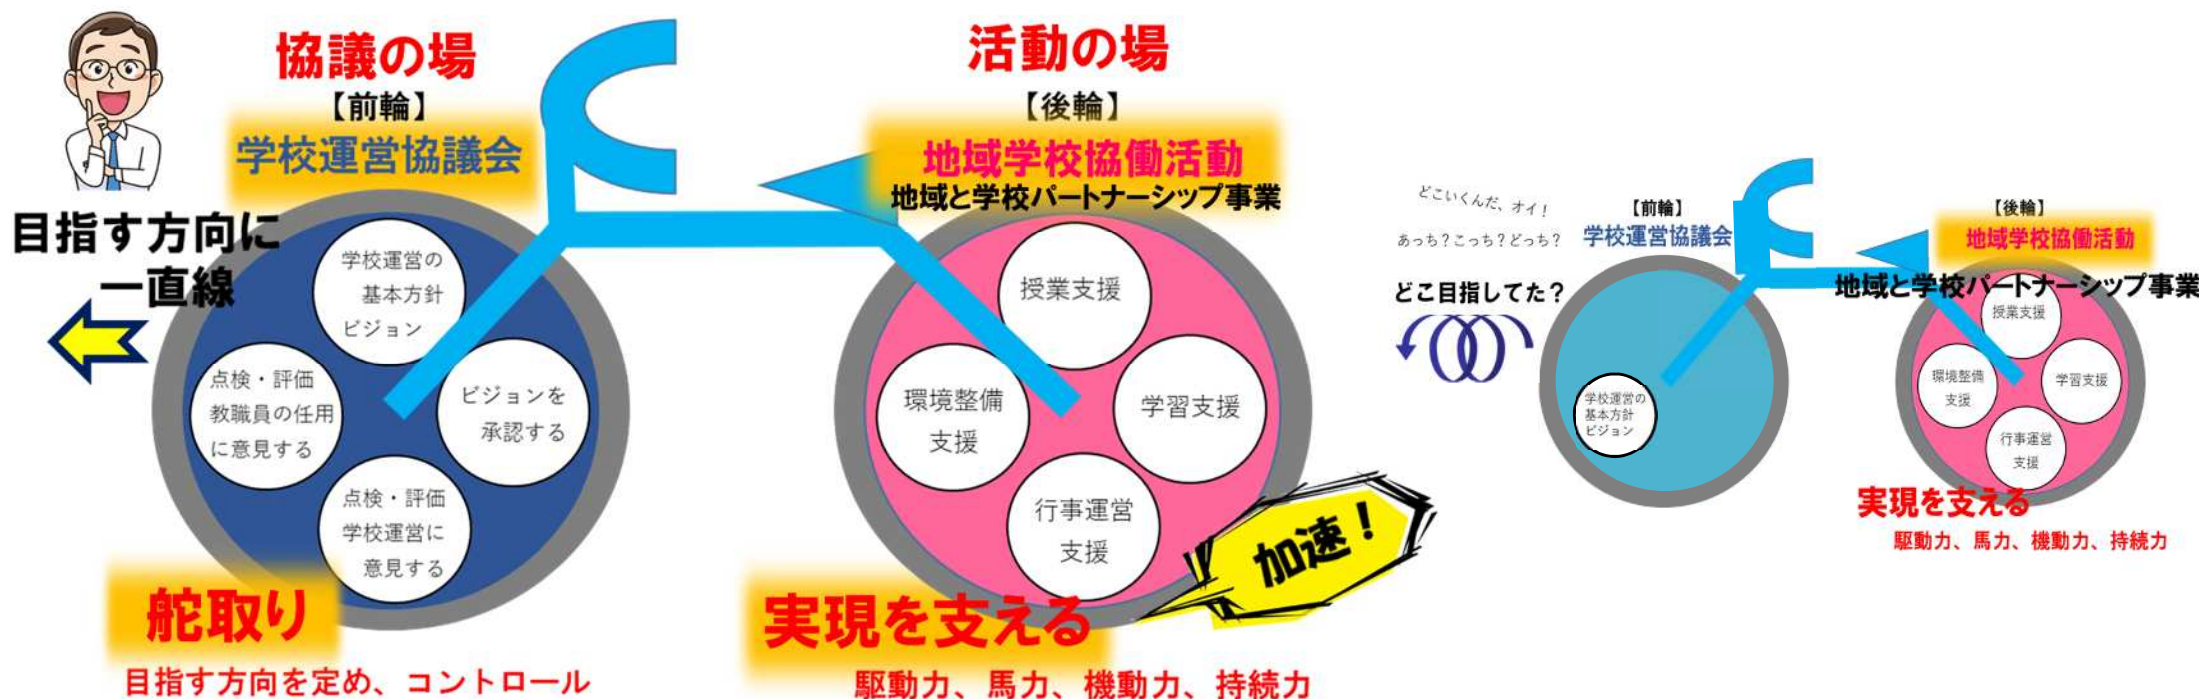 協議の場
【前輪】
学校運営協議会
目指す方向に
一直線
学校運営の
基本方針
ビジョン
点検・評価
教職員の任用
に意見する
ビジョンを
承認する
点検・評価
学校運営に
意見する
舵取り
目指す方向を定め、コントロール
活動の場
【後輪】
地域学校協働活動
地域と学校パートナーシップ事業
授業支援
環境整備
支援
学習支援
行事運営
支援
加速！
実現を支える
駆動力、馬力、機動力、持続力
どこいくんだ、オイ！
あっち？こっち？どっち？
どこ目指してた？
【前輪】
学校運営協議会
学校運営の
基本方針
ビジョン
【後輪】
地域学校協働活動
地域と学校パートナーシップ事業
授業支援
環境整備
支援
学習支援
行事運営
支援
実現を支える
駆動力、馬力、機動力、持続力